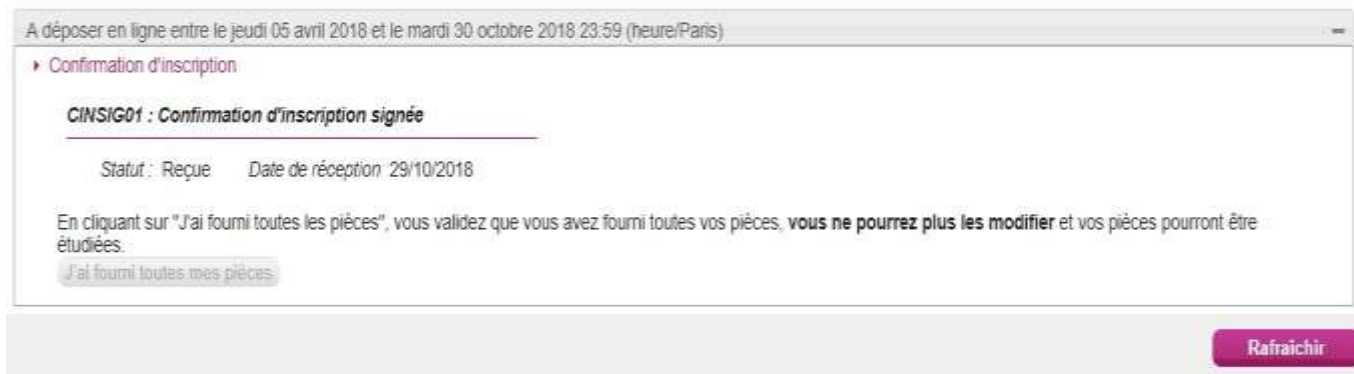 A déposer en ligne entre le jeudi 05 avril 2018 et le mardi 30 octobre 2018 23:59 (heure/Paris)
Confirmation d'inscription
CINSIG01 : Confirmation d'inscription signée
Statut : Reçue Date de réception 29/10/2018
En cliquant sur "J'ai fourni toutes les pièces", vous validez que vous avez fourni toutes vos pièces, vous ne pourrez plus les modifier et vos pièces pourront être
étudiées.
J'ai fourni toutes mes pièces
Rafraichir